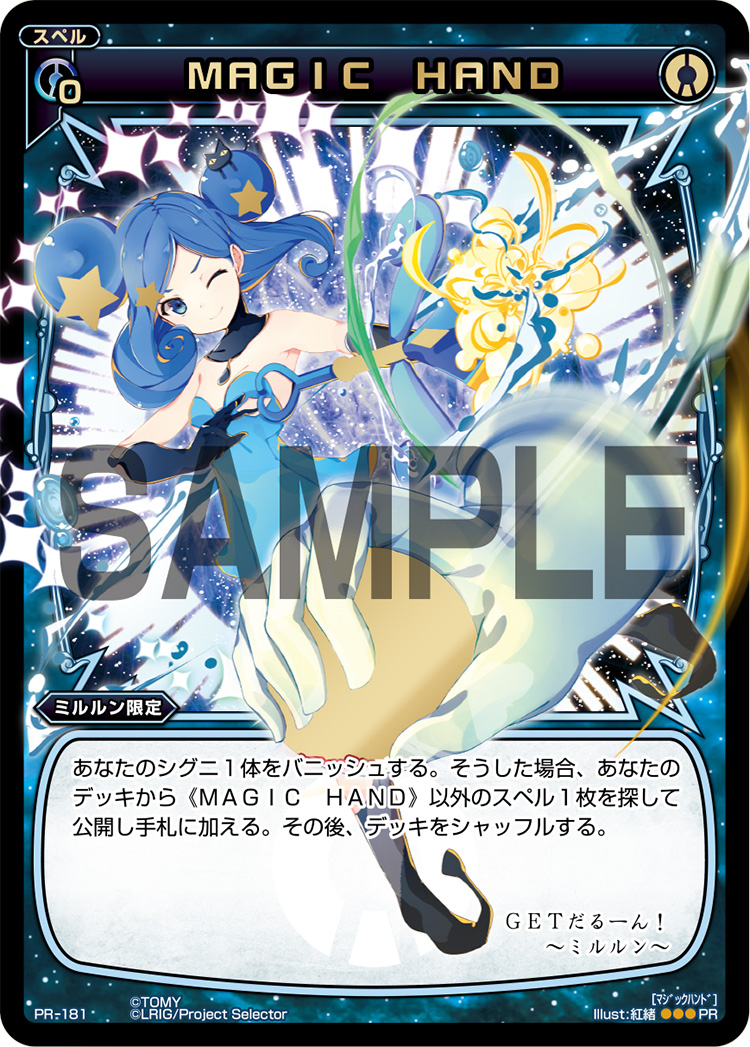 スペル
0
MAGIC HAND
SAMPLE
ミルルン限定
あなたのシグニ1体をバニッシュする。そうした場合、あなたの
デッキから《MAGIC HAND》以外のスペル1枚を探して
公開し手札に加える。その後、デッキをシャッフルする。
GETだるーん！
～ミルルン～
©TOMY
[ﾏｼﾞｯｸﾊﾝﾄﾞ]
PR-181
©LRIG/Project Selector
Illust:紅緒
PR